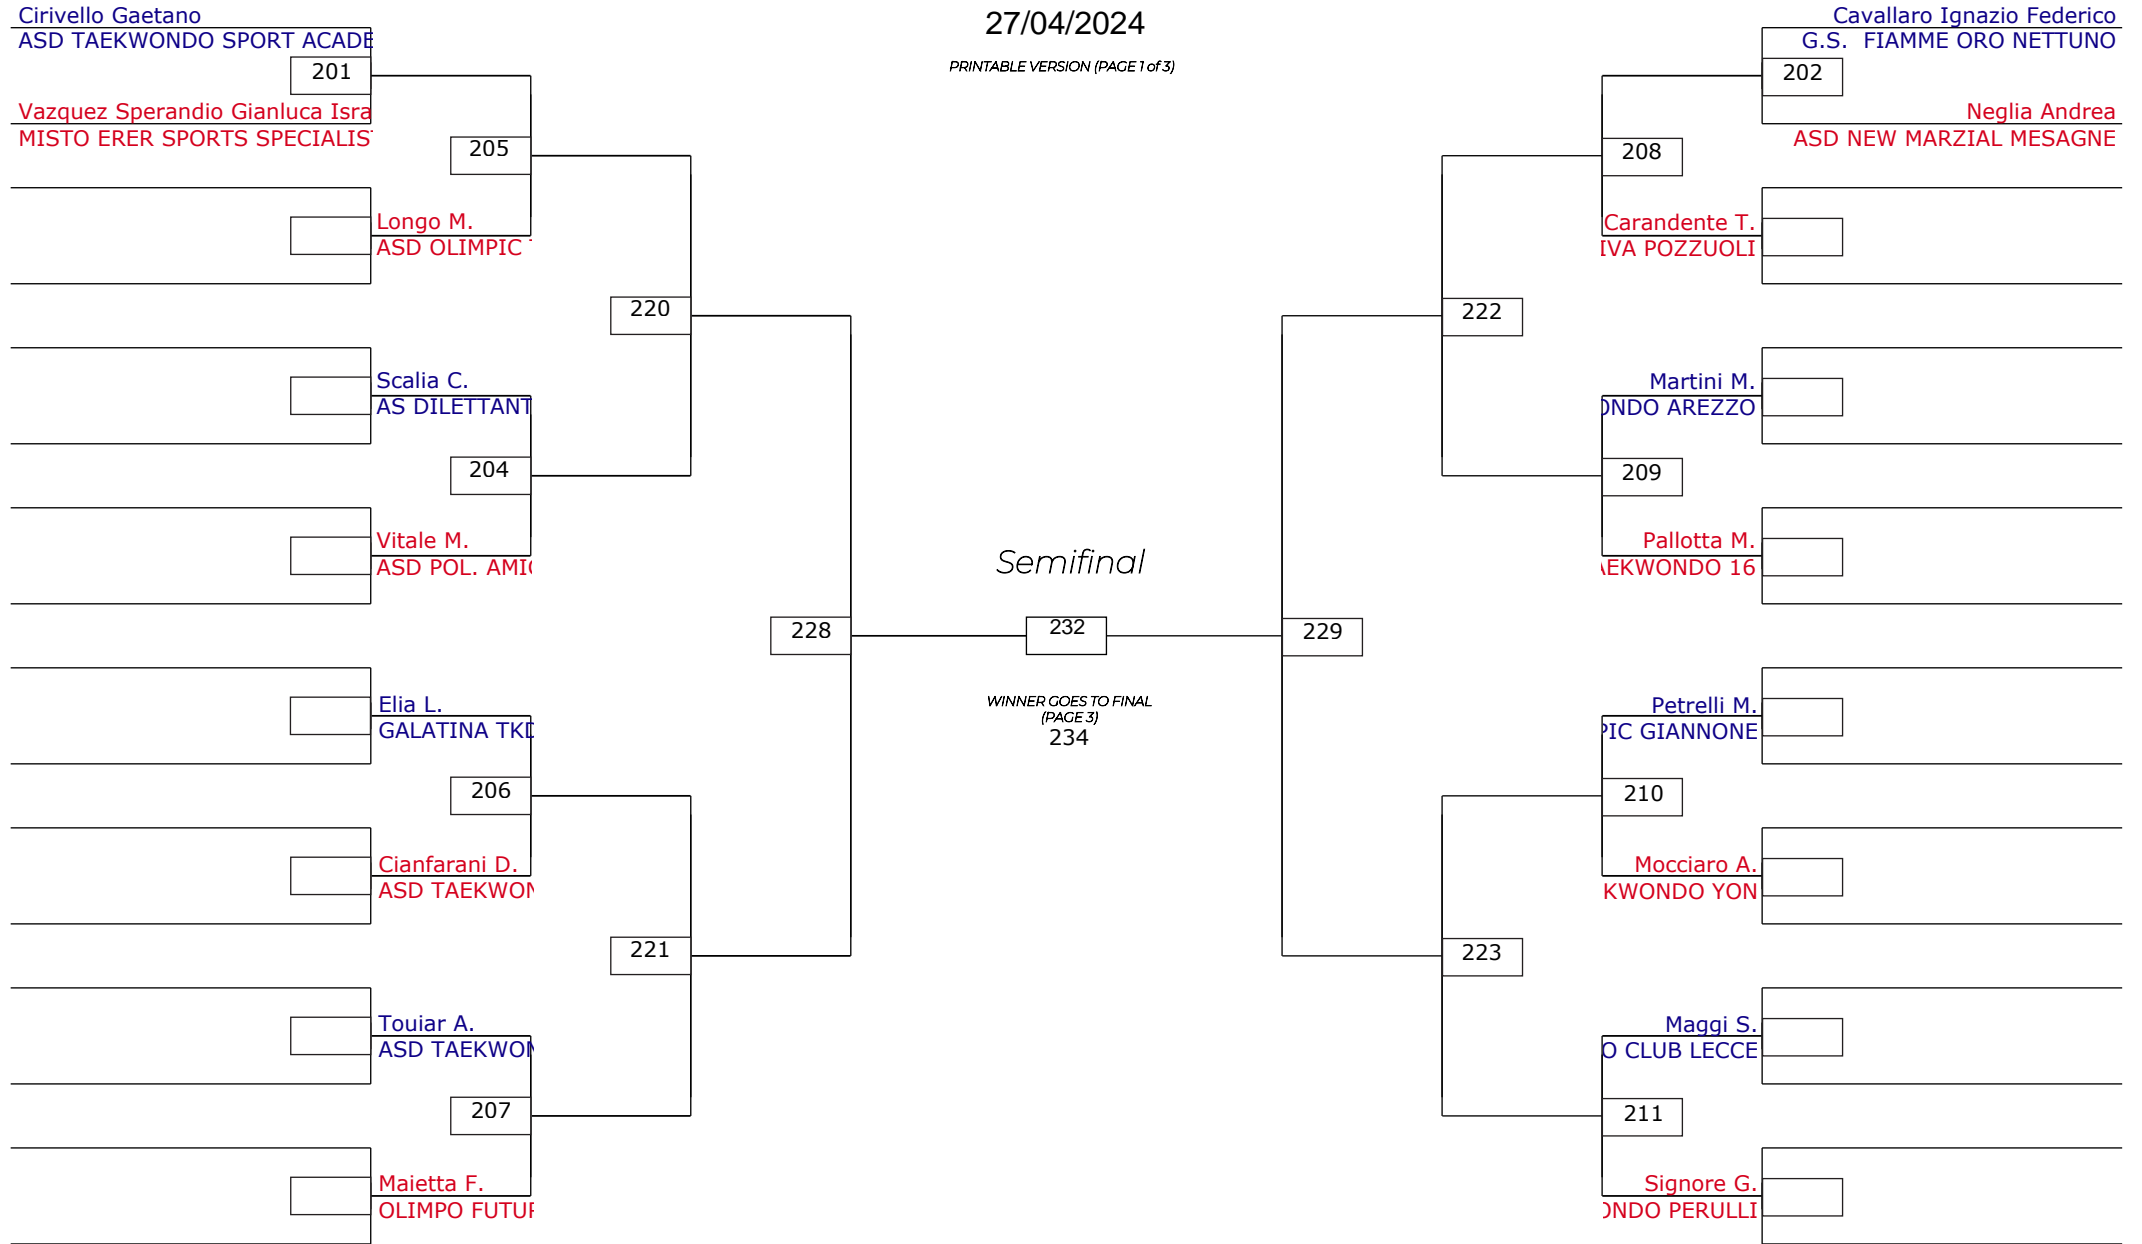 27/04/2024
PRINTABLE VERSION (PAGE 1 of 3)
Cirivello Gaetano
ASD TAEKWONDO SPORT ACADE
201
Vazquez Sperandio Gianluca Isra
MISTO ERER SPORTS SPECIALIS
205
Longo M.
ASD OLIMPIC
220
Scalia C.
AS DILETTANT
204
Vitale M.
ASD POL. AMI
228
Elia L.
GALATINA TKD
206
Cianfarani D.
ASD TAEKWON
221
Touiar A.
ASD TAEKWON
207
Maietta F.
OLIMPO FUTUR
Semifinal
232
WINNER GOES TO FINAL
(PAGE 3)
234
Cavallaro Ignazio Federico
G.S. FIAMME ORO NETTUNO
202
Neglia Andrea
ASD NEW MARZIAL MESAGNE
208
Carandente T.
IVA POZZUOLI
222
Martini M.
ONDO AREZZO
209
Pallotta M.
AEKWONDO 16
229
Petrelli M.
PIC GIANNONE
210
Mocciaro A.
KWONDO YON
223
Maggi S.
O CLUB LECCE
211
Signore G.
ONDO PERULLI